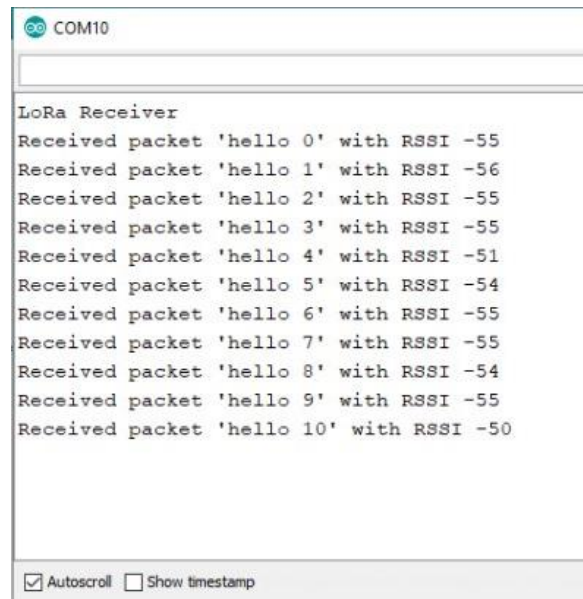 COM10
LoRa Receiver
Received packet 'hello 0' with RSSI -55
Received packet 'hello 1' with RSSI -56
Received packet 'hello 2' with RSSI -55
Received packet 'hello 3' with RSSI -55
Received packet 'hello 4' with RSSI -51
Received packet 'hello 5' with RSSI -54
Received packet 'hello 6' with RSSI -55
Received packet 'hello 7' with RSSI -55
Received packet 'hello 8' with RSSI -54
Received packet 'hello 9' with RSSI -55
Received packet 'hello 10' with RSSI -50
Autoscroll Show timestamp